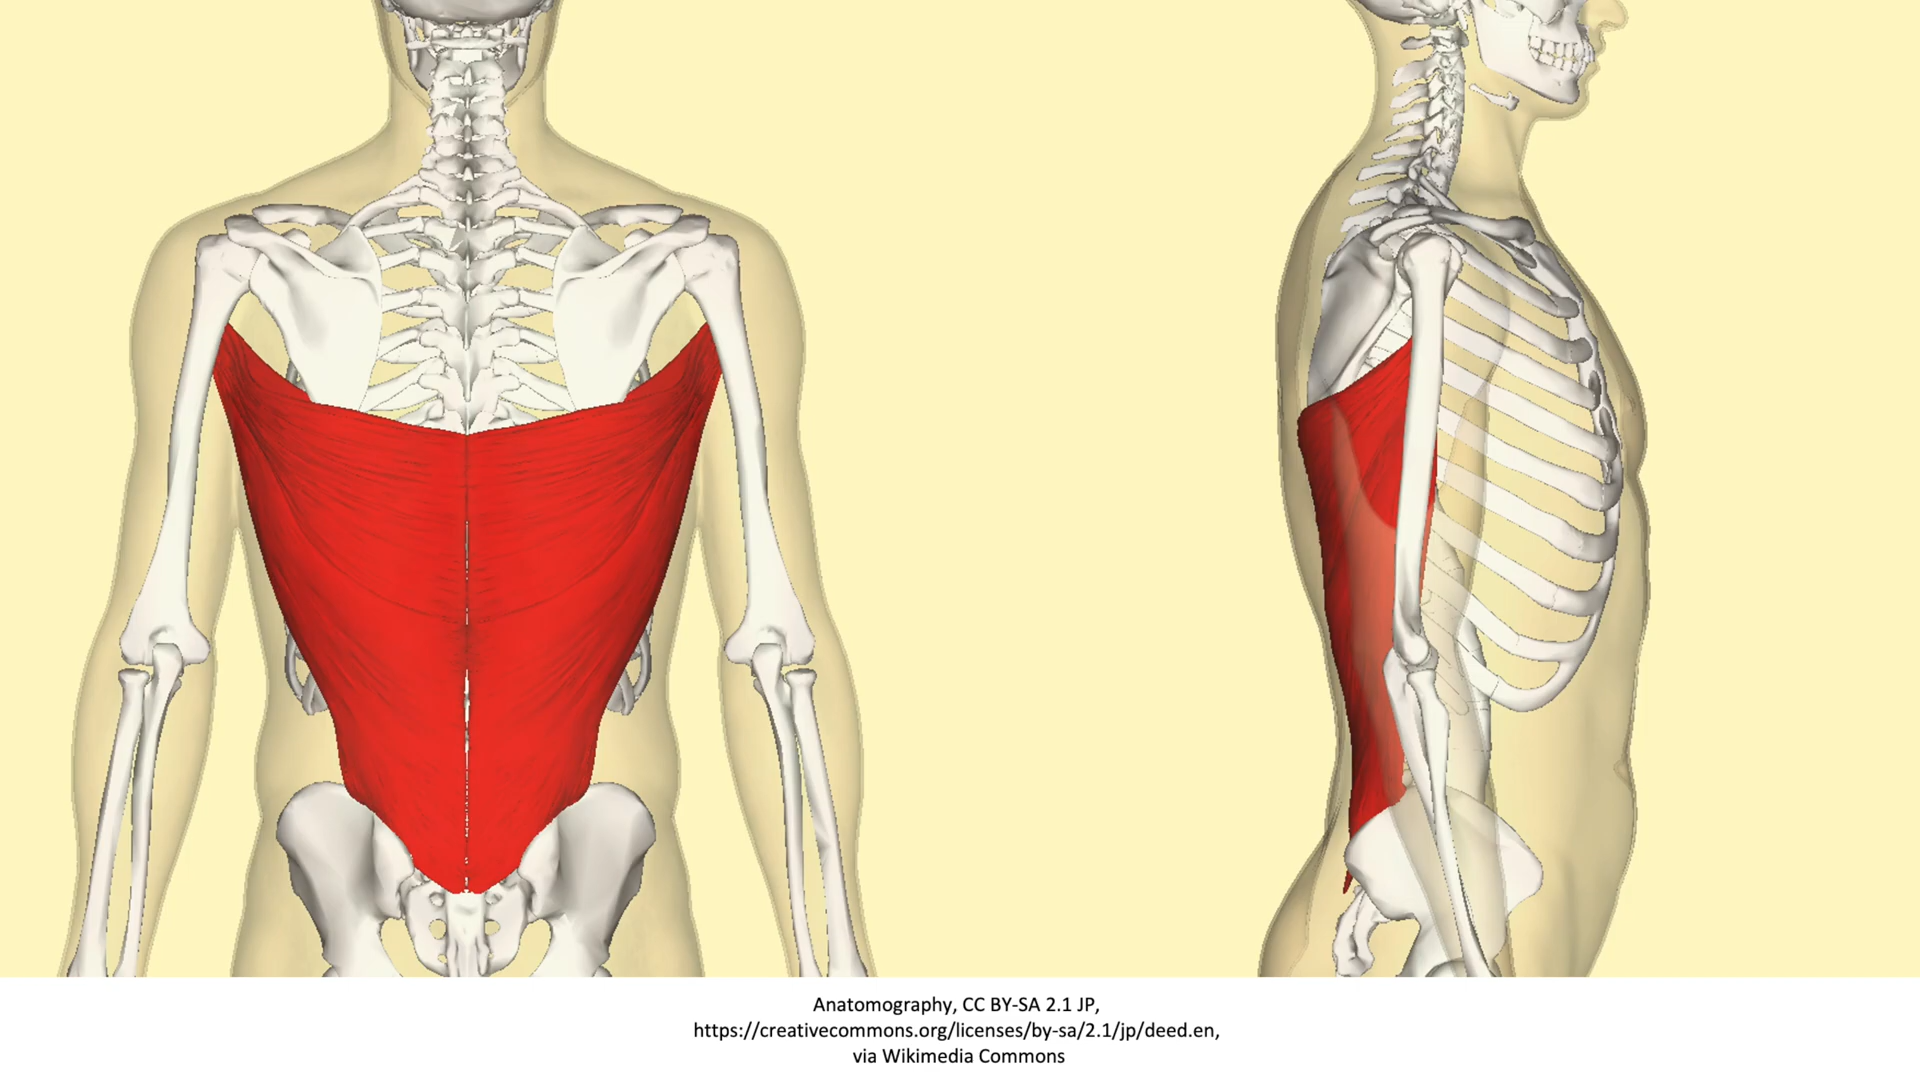 Anatomography, CC BY-SA 2.1 JP,
https://creativecommons.org/licenses/by-sa/2.1/jp/deed.en,
via Wikimedia Commons